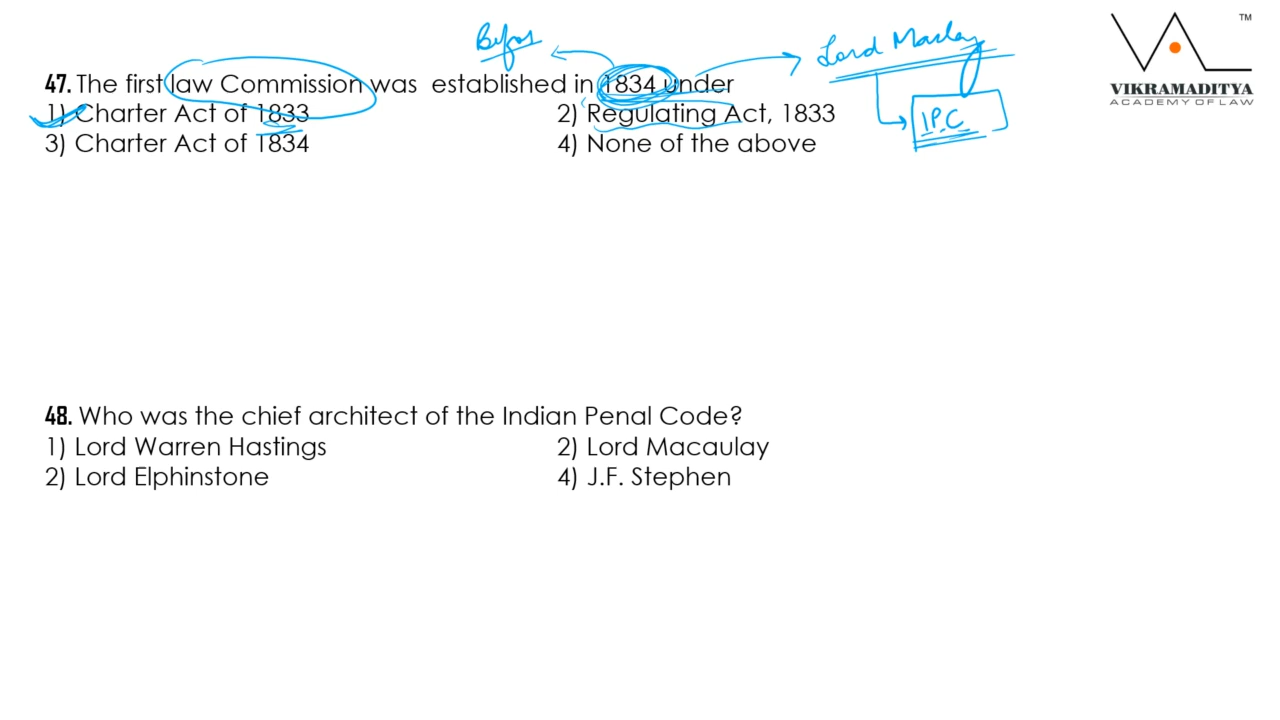 Before
Lord Maclay
TM
47. The first law Commission was established in 1834 under
VIKRAMADITYA
ACADEMY OF LAW
1) Charter Act of 1833
2) Regulating Act, 1833
I.P.C
3) Charter Act of 1834
4) None of the above
48. Who was the chief architect of the Indian Penal Code?
1) Lord Warren Hastings
2) Lord Macaulay
2) Lord Elphinstone
4) J.F. Stephen